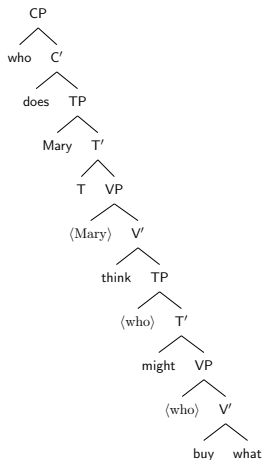 CP
who C′
does TP
Mary T′
T VP
⟨Mary⟩ V′
think TP
⟨who⟩ T′
might VP
⟨who⟩ V′
buy what